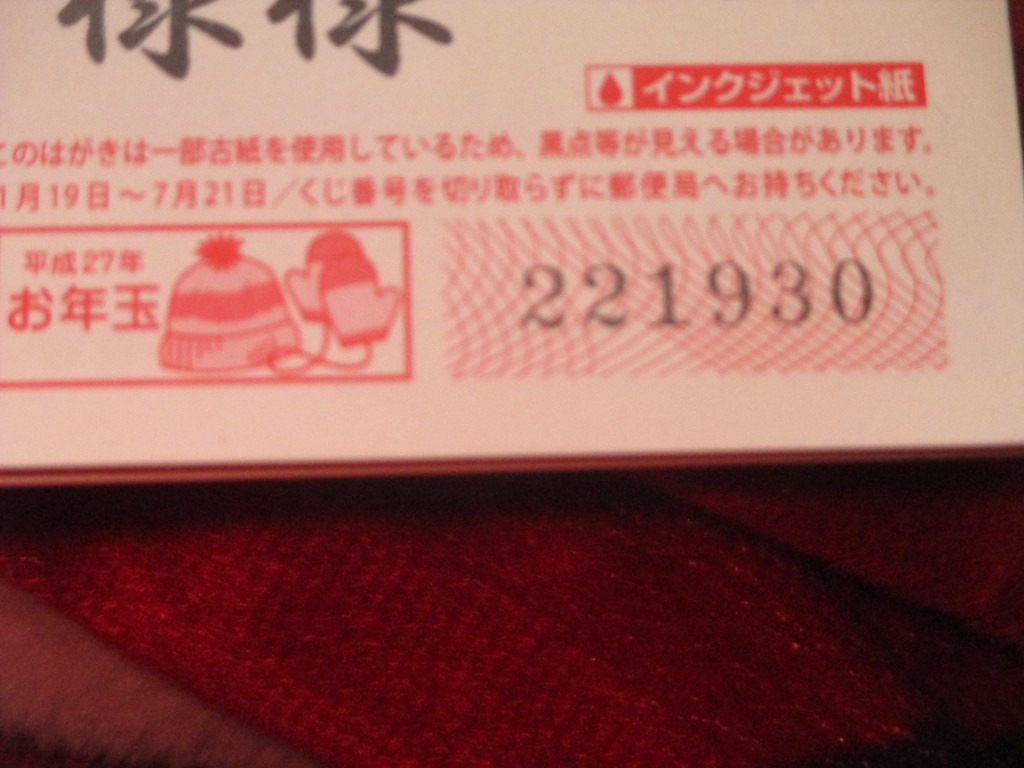 様 様
インクジェット紙
このはがきは一部古紙を使用しているため、黒点等が見える場合があります。
1月19日～7月21日／くじ番号を切り取らずに郵便局へお持ちください。
平成27年
お年玉
221930